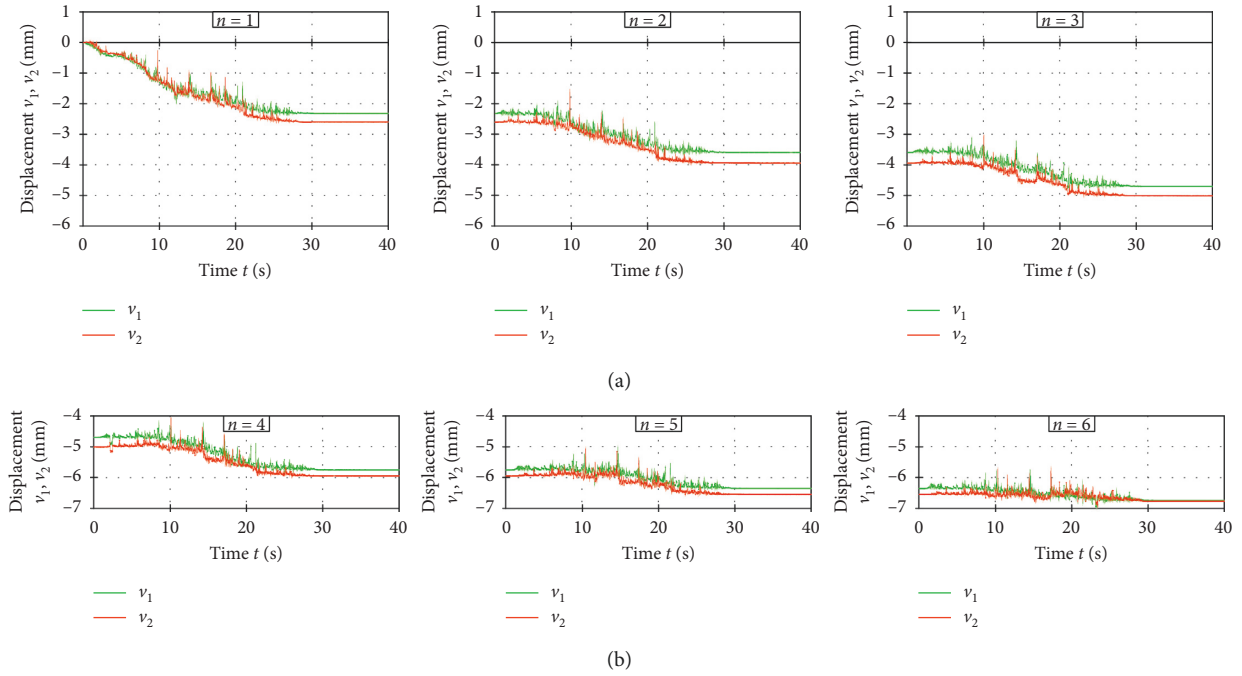 n = 1
Displacement v₁, v₂ (mm)
1
0
−1
−2
−3
−4
−5
−6
0 10 20 30 40
Time t (s)
v₁
v₂
n = 2
Displacement v₁, v₂ (mm)
1
0
−1
−2
−3
−4
−5
−6
0 10 20 30 40
Time t (s)
v₁
v₂
n = 3
Displacement v₁, v₂ (mm)
1
0
−1
−2
−3
−4
−5
−6
0 10 20 30 40
Time t (s)
v₁
v₂
(a)
n = 4
Displacement
v₁, v₂ (mm)
−4
−5
−6
−7
0 10 20 30 40
Time t (s)
v₁
v₂
n = 5
Displacement
v₁, v₂ (mm)
−4
−5
−6
−7
0 10 20 30 40
Time t (s)
v₁
v₂
n = 6
Displacement
v₁, v₂ (mm)
−4
−5
−6
−7
0 10 20 30 40
Time t (s)
v₁
v₂
(b)